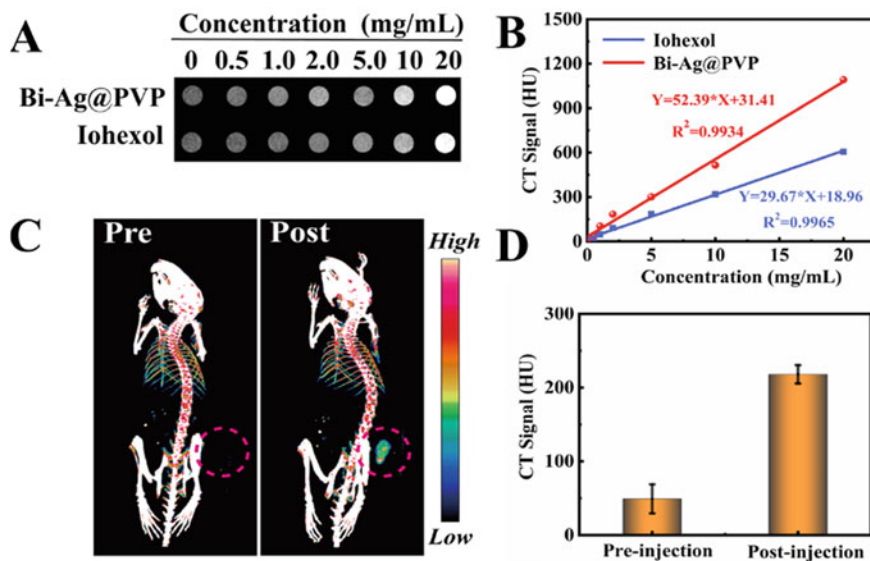 A
Concentration (mg/mL)
0 0.5 1.0 2.0 5.0 10 20
Bi-Ag@PVP
Iohexol
B
1500
1200
900
600
300
0
CT Signal (HU)
Iohexol
Bi-Ag@PVP
Y=52.39*X+31.41
R²=0.9934
Y=29.67*X+18.96
R²=0.9965
0 5 10 15 20
Concentration (mg/mL)
C
Pre
Post
High
Low
D
300
200
100
0
CT Signal (HU)
Pre-injection Post-injection